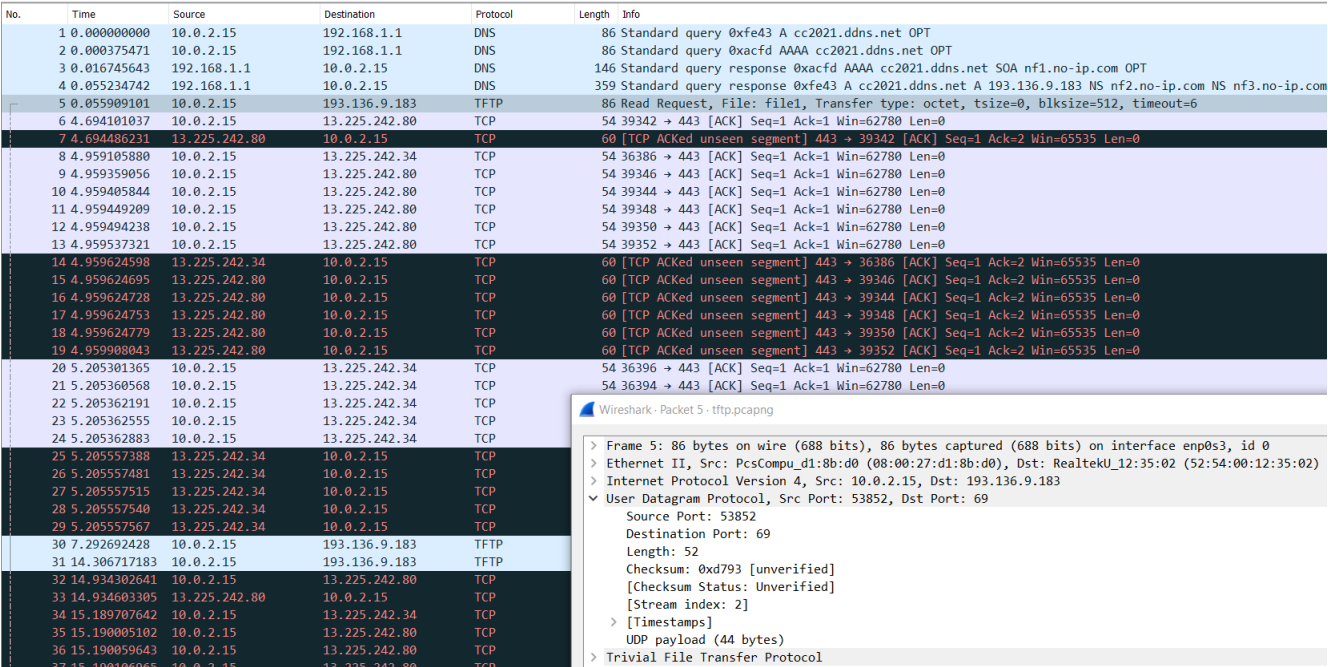 No. Time Source Destination Protocol Length Info
1 0.000000000 10.0.2.15 192.168.1.1 DNS 86 Standard query 0xfe43 A cc2021.ddns.net OPT
2 0.000375471 10.0.2.15 192.168.1.1 DNS 86 Standard query 0xacfd AAAA cc2021.ddns.net OPT
3 0.016745643 192.168.1.1 10.0.2.15 DNS 146 Standard query response 0xacfd AAAA cc2021.ddns.net SOA nf1.no-ip.com OPT
4 0.055234742 192.168.1.1 10.0.2.15 DNS 359 Standard query response 0xfe43 A cc2021.ddns.net A 193.136.9.183 NS nf2.no-ip.com NS nf3.no-ip.com
5 0.055909101 10.0.2.15 193.136.9.183 TFTP 86 Read Request, File: file1, Transfer type: octet, tsize=0, blksize=512, timeout=6
6 4.694101037 10.0.2.15 13.225.242.80 TCP 54 39342 → 443 [ACK] Seq=1 Ack=1 Win=62780 Len=0
7 4.694486231 13.225.242.80 10.0.2.15 TCP 60 [TCP ACKed unseen segment] 443 → 39342 [ACK] Seq=1 Ack=2 Win=65535 Len=0
8 4.959105880 10.0.2.15 13.225.242.34 TCP 54 36386 → 443 [ACK] Seq=1 Ack=1 Win=62780 Len=0
9 4.959359056 10.0.2.15 13.225.242.80 TCP 54 39346 → 443 [ACK] Seq=1 Ack=1 Win=62780 Len=0
10 4.959405844 10.0.2.15 13.225.242.80 TCP 54 39344 → 443 [ACK] Seq=1 Ack=1 Win=62780 Len=0
11 4.959449209 10.0.2.15 13.225.242.80 TCP 54 39348 → 443 [ACK] Seq=1 Ack=1 Win=62780 Len=0
12 4.959494238 10.0.2.15 13.225.242.80 TCP 54 39350 → 443 [ACK] Seq=1 Ack=1 Win=62780 Len=0
13 4.959537321 10.0.2.15 13.225.242.80 TCP 54 39352 → 443 [ACK] Seq=1 Ack=1 Win=62780 Len=0
14 4.959624598 13.225.242.34 10.0.2.15 TCP 60 [TCP ACKed unseen segment] 443 → 36386 [ACK] Seq=1 Ack=2 Win=65535 Len=0
15 4.959624695 13.225.242.80 10.0.2.15 TCP 60 [TCP ACKed unseen segment] 443 → 39346 [ACK] Seq=1 Ack=2 Win=65535 Len=0
16 4.959624728 13.225.242.80 10.0.2.15 TCP 60 [TCP ACKed unseen segment] 443 → 39344 [ACK] Seq=1 Ack=2 Win=65535 Len=0
17 4.959624753 13.225.242.80 10.0.2.15 TCP 60 [TCP ACKed unseen segment] 443 → 39348 [ACK] Seq=1 Ack=2 Win=65535 Len=0
18 4.959624779 13.225.242.80 10.0.2.15 TCP 60 [TCP ACKed unseen segment] 443 → 39350 [ACK] Seq=1 Ack=2 Win=65535 Len=0
19 4.959908043 13.225.242.80 10.0.2.15 TCP 60 [TCP ACKed unseen segment] 443 → 39352 [ACK] Seq=1 Ack=2 Win=65535 Len=0
20 5.205301365 10.0.2.15 13.225.242.34 TCP 54 36396 → 443 [ACK] Seq=1 Ack=1 Win=62780 Len=0
21 5.205360568 10.0.2.15 13.225.242.34 TCP 54 36394 → 443 [ACK] Seq=1 Ack=1 Win=62780 Len=0
22 5.205362191 10.0.2.15 13.225.242.34 TCP
23 5.205362555 10.0.2.15 13.225.242.34 TCP
24 5.205362883 10.0.2.15 13.225.242.34 TCP
25 5.205557388 13.225.242.34 10.0.2.15 TCP
26 5.205557481 13.225.242.34 10.0.2.15 TCP
27 5.205557515 13.225.242.34 10.0.2.15 TCP
28 5.205557540 13.225.242.34 10.0.2.15 TCP
29 5.205557567 13.225.242.34 10.0.2.15 TCP
30 7.292692428 10.0.2.15 193.136.9.183 TFTP
31 14.306717183 10.0.2.15 193.136.9.183 TFTP
32 14.934302641 10.0.2.15 13.225.242.80 TCP
33 14.934603305 13.225.242.80 10.0.2.15 TCP
34 15.189707642 10.0.2.15 13.225.242.34 TCP
35 15.190005102 10.0.2.15 13.225.242.80 TCP
36 15.190059643 10.0.2.15 13.225.242.80 TCP
37 15.190106965 10.0.2.15 13.225.242.80 TCP
Wireshark · Packet 5 · tftp.pcapng
Frame 5: 86 bytes on wire (688 bits), 86 bytes captured (688 bits) on interface enp0s3, id 0
Ethernet II, Src: PcsCompu_d1:8b:d0 (08:00:27:d1:8b:d0), Dst: RealtekU_12:35:02 (52:54:00:12:35:02)
Internet Protocol Version 4, Src: 10.0.2.15, Dst: 193.136.9.183
User Datagram Protocol, Src Port: 53852, Dst Port: 69
Source Port: 53852
Destination Port: 69
Length: 52
Checksum: 0xd793 [unverified]
[Checksum Status: Unverified]
[Stream index: 2]
[Timestamps]
UDP payload (44 bytes)
Trivial File Transfer Protocol